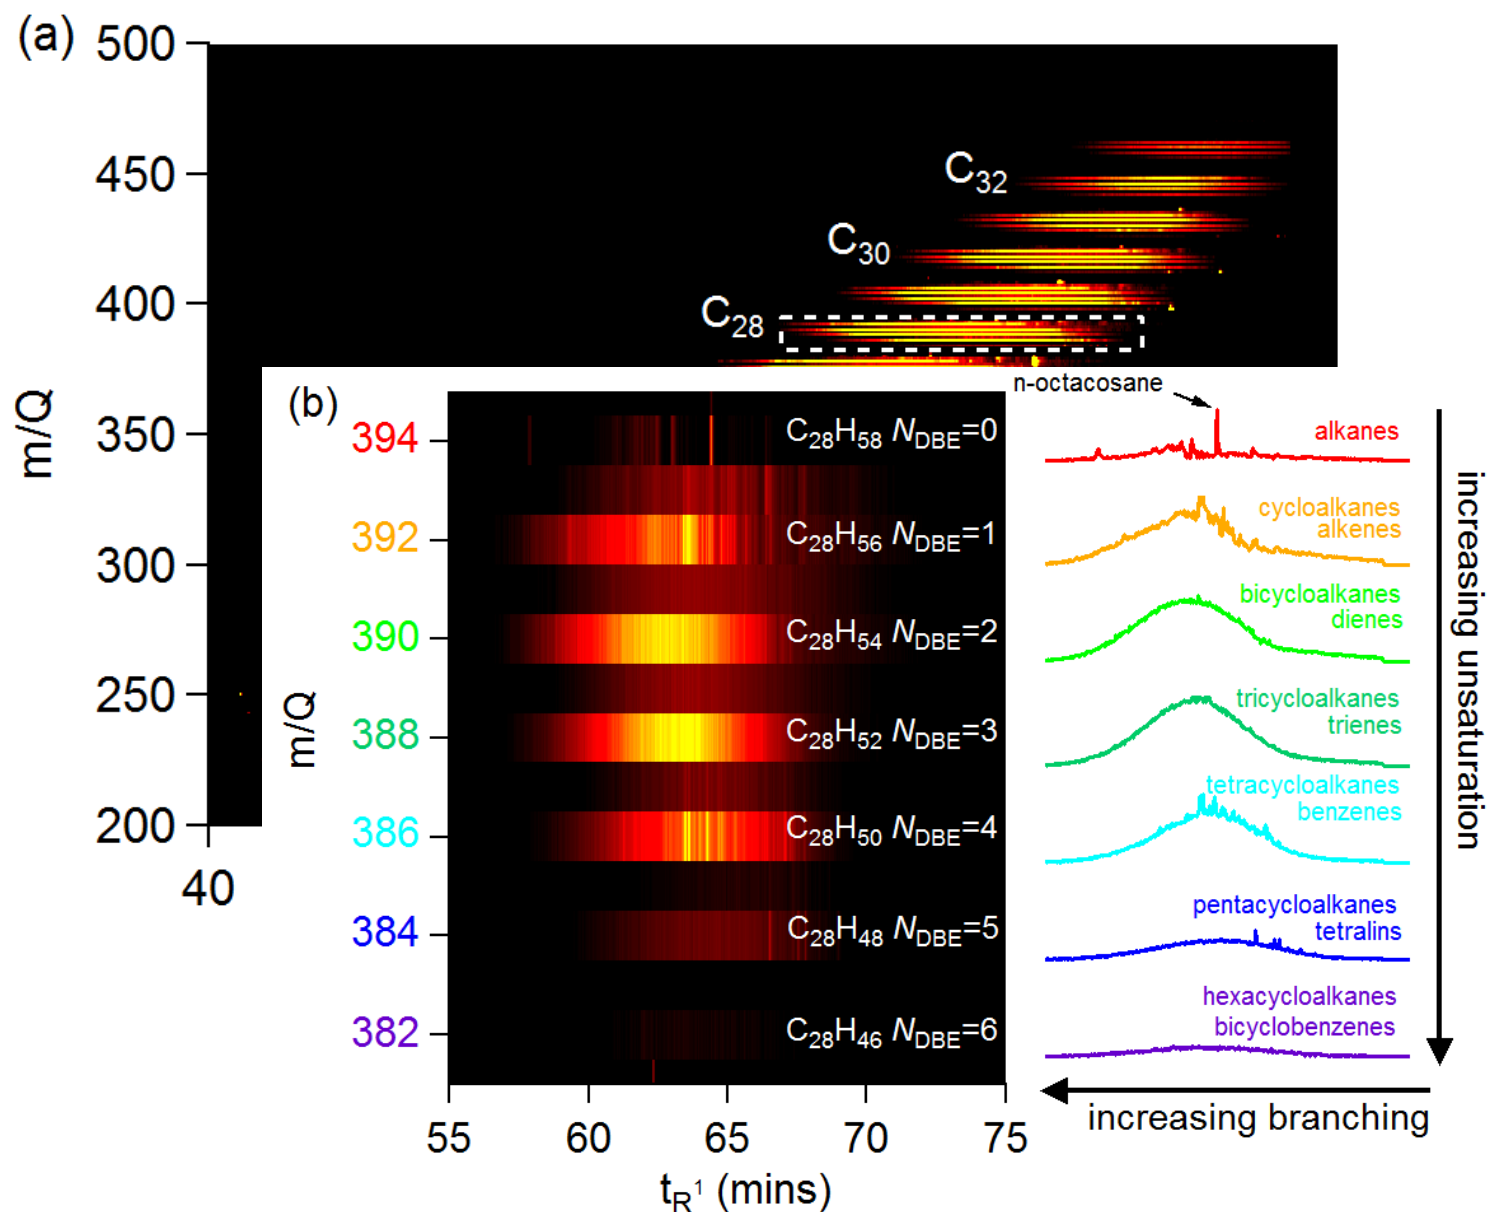 (a)
500
450
400
350
300
250
200
m/Q
40
C32
C30
C28
(b)
394
392
390
388
386
384
382
m/Q
C28H58 NDBE=0
C28H56 NDBE=1
C28H54 NDBE=2
C28H52 NDBE=3
C28H50 NDBE=4
C28H48 NDBE=5
C28H46 NDBE=6
55 60 65 70 75
tR1 (mins)
n-octacosane
alkanes
cycloalkanes
alkenes
bicycloalkanes
dienes
tricycloalkanes
trienes
tetracycloalkanes
benzenes
pentacycloalkanes
tetralins
hexacycloalkanes
bicyclobenzenes
increasing unsaturation
increasing branching